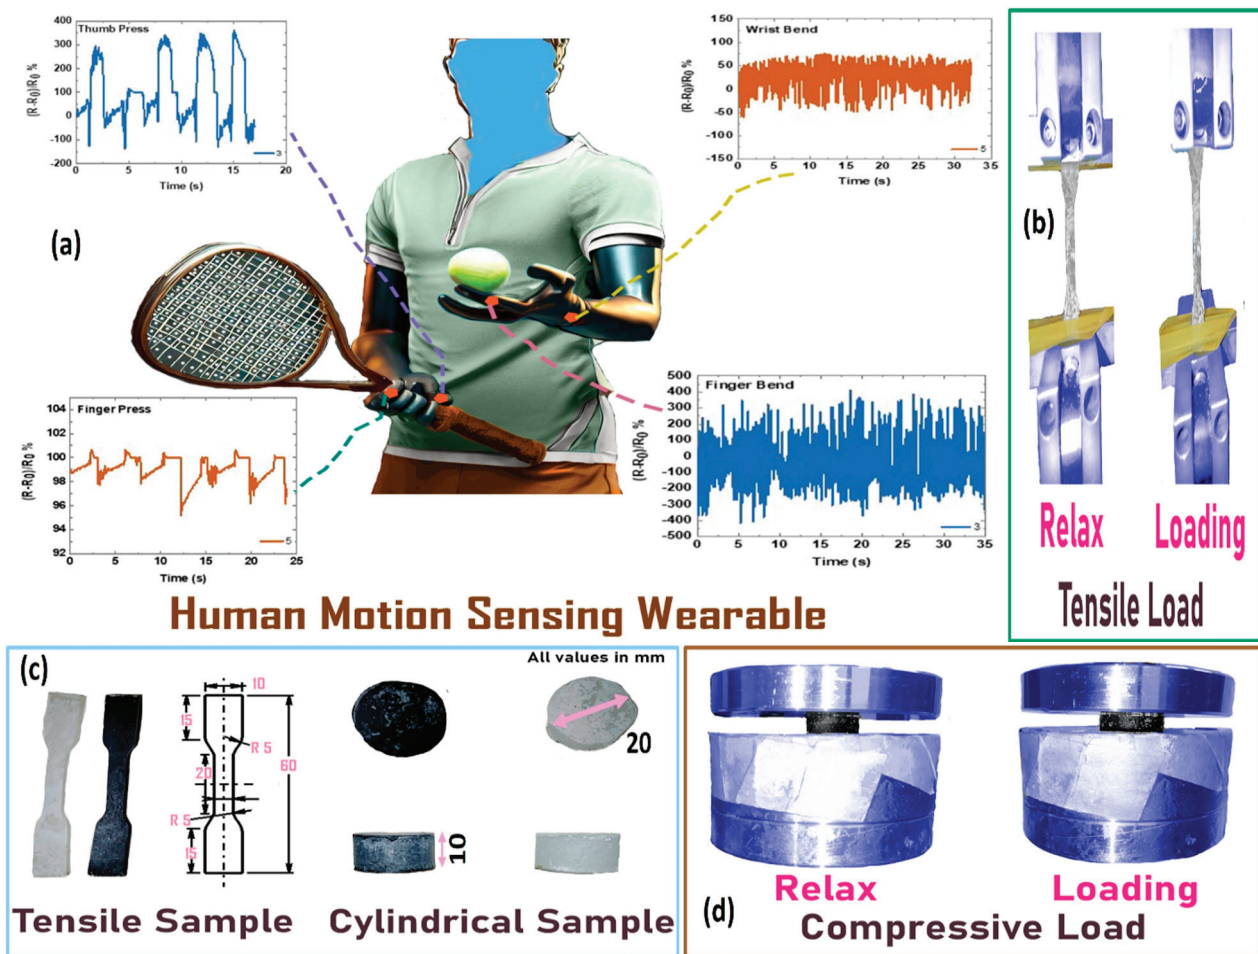 Thumb Press
(R-R0)/R0 %
400
300
200
100
0
-100
-200
0
5
10
15
20
3
Time (s)
Wrist Bend
(R-R0)/R0 %
150
100
50
0
-50
-100
-150
0
5
10
15
20
25
30
35
5
Time (s)
(a)
Finger Press
(R-R0)/R0 %
104
102
100
98
96
94
92
0
5
10
15
20
25
5
Time (s)
Finger Bend
(R-R0)/R0 %
500
400
300
200
100
0
-100
-200
-300
-400
-500
0
5
10
15
20
25
30
35
3
Time (s)
Human Motion Sensing Wearable
(b)
Relax
Loading
Tensile Load
(c)
All values in mm
10
15
R 5
20
60
R 5
15
20
10
Tensile Sample
Cylindrical Sample
Relax
Loading
(d)
Compressive Load